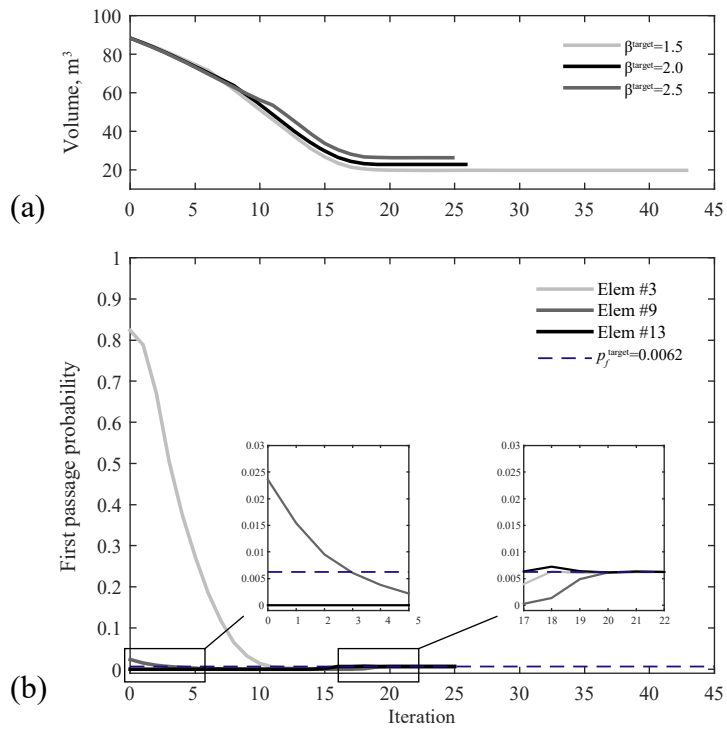 100
80
60
40
20
Volume, m³
β^target=1.5
β^target=2.0
β^target=2.5
0 5 10 15 20 25 30 35 40 45
(a)
1
0.9
0.8
0.7
0.6
0.5
0.4
0.3
0.2
0.1
0
First passage probability
Elem #3
Elem #9
Elem #13
p_f^target=0.0062
0.03
0.025
0.02
0.015
0.01
0.005
0
0 1 2 3 4 5
0.03
0.025
0.02
0.015
0.01
0.005
0
17 18 19 20 21 22
0 5 10 15 20 25 30 35 40 45
Iteration
(b)